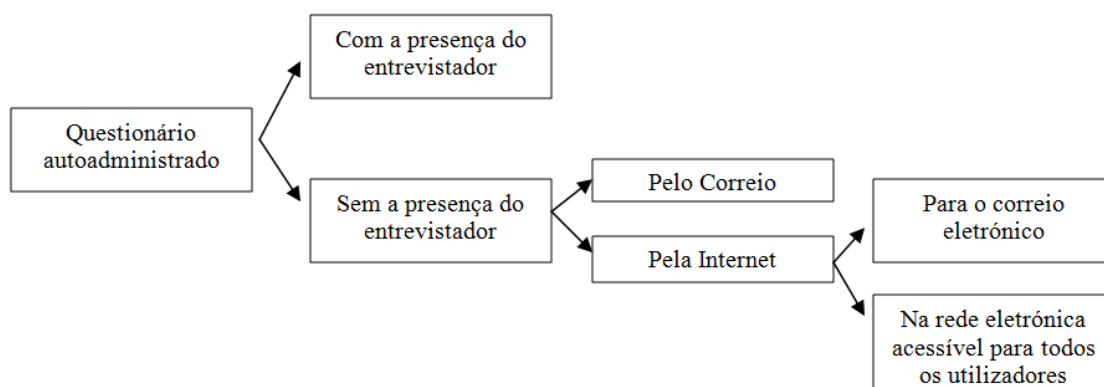 Com a presença do
entrevistador
Questionário
autoadministrado
Sem a presença do
entrevistador
Pelo Correio
Pela Internet
Para o correio
eletrónico
Na rede eletrónica
acessível para todos
os utilizadores